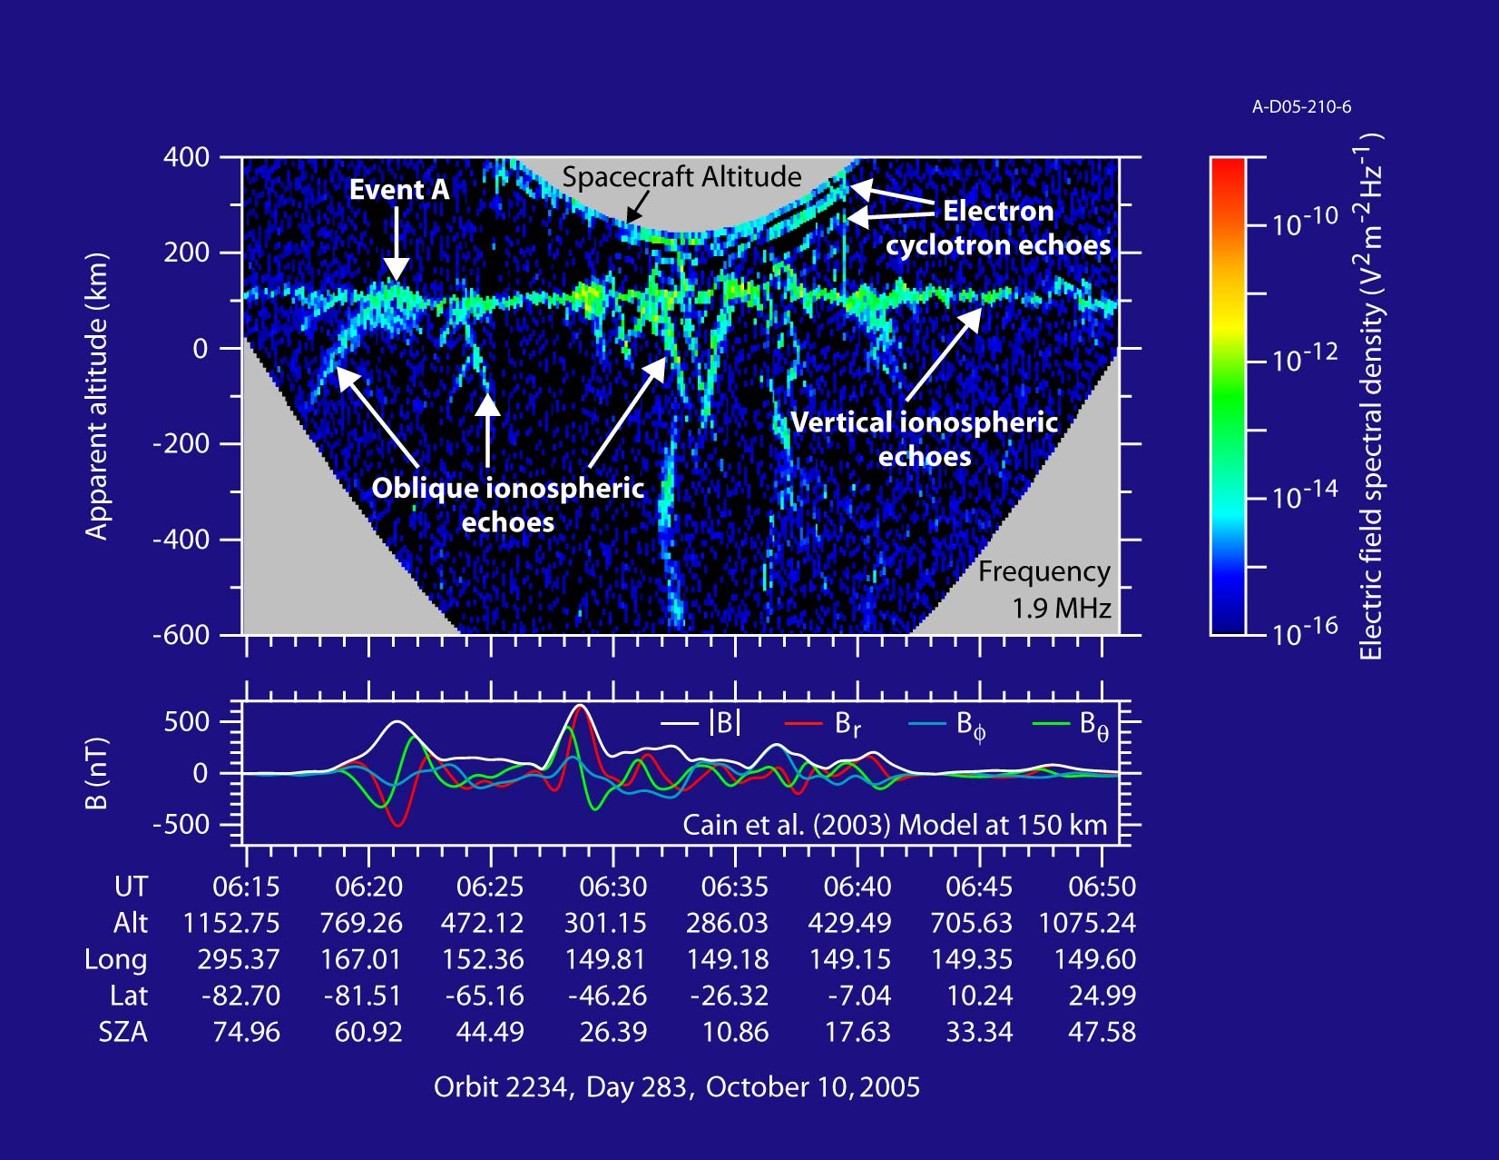 A-D05-210-6
400
200
0
-200
-400
-600
Apparent altitude (km)
Event A
Spacecraft Altitude
Electron
cyclotron echoes
Vertical ionospheric
echoes
Oblique ionospheric
echoes
Frequency
1.9 MHz
10⁻¹⁰
10⁻¹²
10⁻¹⁴
10⁻¹⁶
Electric field spectral density (V² m⁻² Hz⁻¹)
500
0
-500
B (nT)
|B| Bᵣ Bϕ Bθ
Cain et al. (2003) Model at 150 km
UT 06:15 06:20 06:25 06:30 06:35 06:40 06:45 06:50
Alt 1152.75 769.26 472.12 301.15 286.03 429.49 705.63 1075.24
Long 295.37 167.01 152.36 149.81 149.18 149.15 149.35 149.60
Lat -82.70 -81.51 -65.16 -46.26 -26.32 -7.04 10.24 24.99
SZA 74.96 60.92 44.49 26.39 10.86 17.63 33.34 47.58
Orbit 2234, Day 283, October 10, 2005